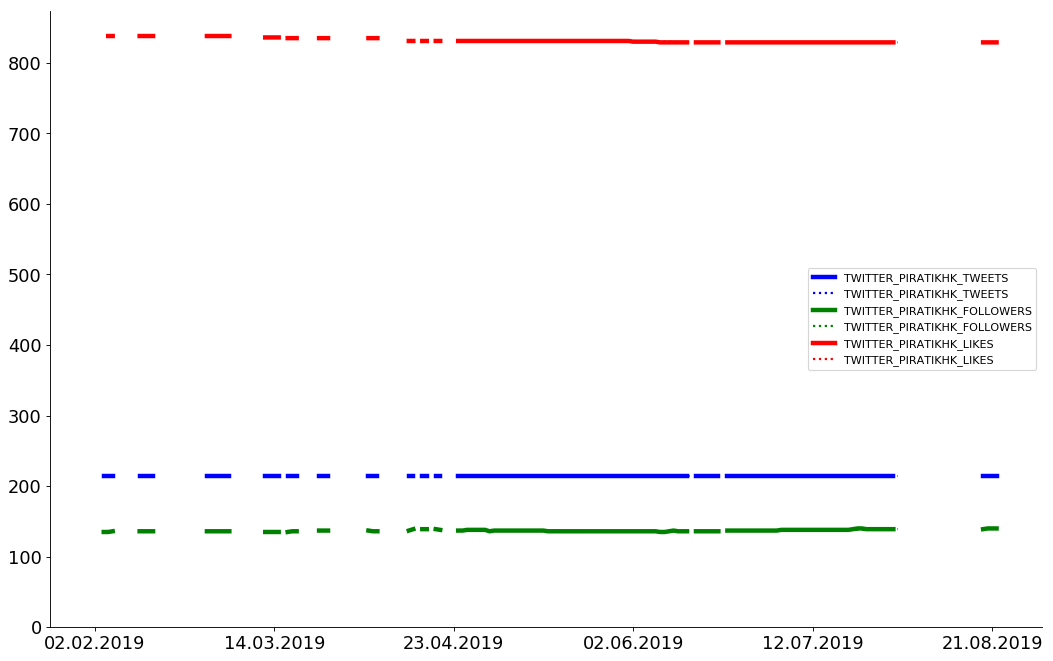 800
700
600
500
400
300
200
100
0
TWITTER_PIRATIKHK_TWEETS
TWITTER_PIRATIKHK_TWEETS
TWITTER_PIRATIKHK_FOLLOWERS
TWITTER_PIRATIKHK_FOLLOWERS
TWITTER_PIRATIKHK_LIKES
TWITTER_PIRATIKHK_LIKES
02.02.2019 14.03.2019 23.04.2019 02.06.2019 12.07.2019 21.08.2019